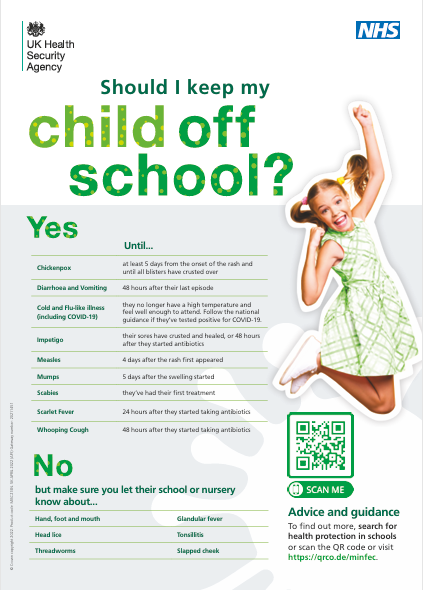 UK Health
Security
Agency
NHS
Should I keep my
child off
school?
Yes
Until...
Chickenpox
at least 5 days from the onset of the rash and
until all blisters have crusted over
Diarrhoea and Vomiting
48 hours after their last episode
Cold and Flu-like illness
(including COVID-19)
they no longer have a high temperature and
feel well enough to attend. Follow the national
guidance if they've tested positive for COVID-19.
Impetigo
their sores have crusted and healed, or 48 hours
after they started antibiotics
Measles
4 days after the rash first appeared
Mumps
5 days after the swelling started
Scabies
they've had their first treatment
Scarlet Fever
24 hours after they started taking antibiotics
Whooping Cough
48 hours after they started taking antibiotics
No
but make sure you let their school or nursery
know about...
Hand, foot and mouth
Glandular fever
Head lice
Tonsillitis
Threadworms
Slapped cheek
SCAN ME
Advice and guidance
To find out more, search for
health protection in schools
or scan the QR code or visit
https://qrco.de/minfec.